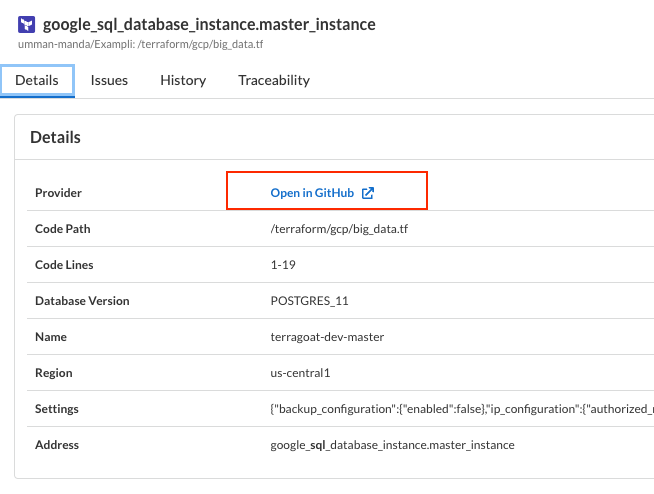 google_sql_database_instance.master_instance
umman-manda/Exampli: /terraform/gcp/big_data.tf
Details Issues History Traceability
Details
Provider Open in GitHub
Code Path /terraform/gcp/big_data.tf
Code Lines 1-19
Database Version POSTGRES_11
Name terragoat-dev-master
Region us-central1
Settings {"backup_configuration":{"enabled":false},"ip_configuration":{"authorized_
Address google_sql_database_instance.master_instance